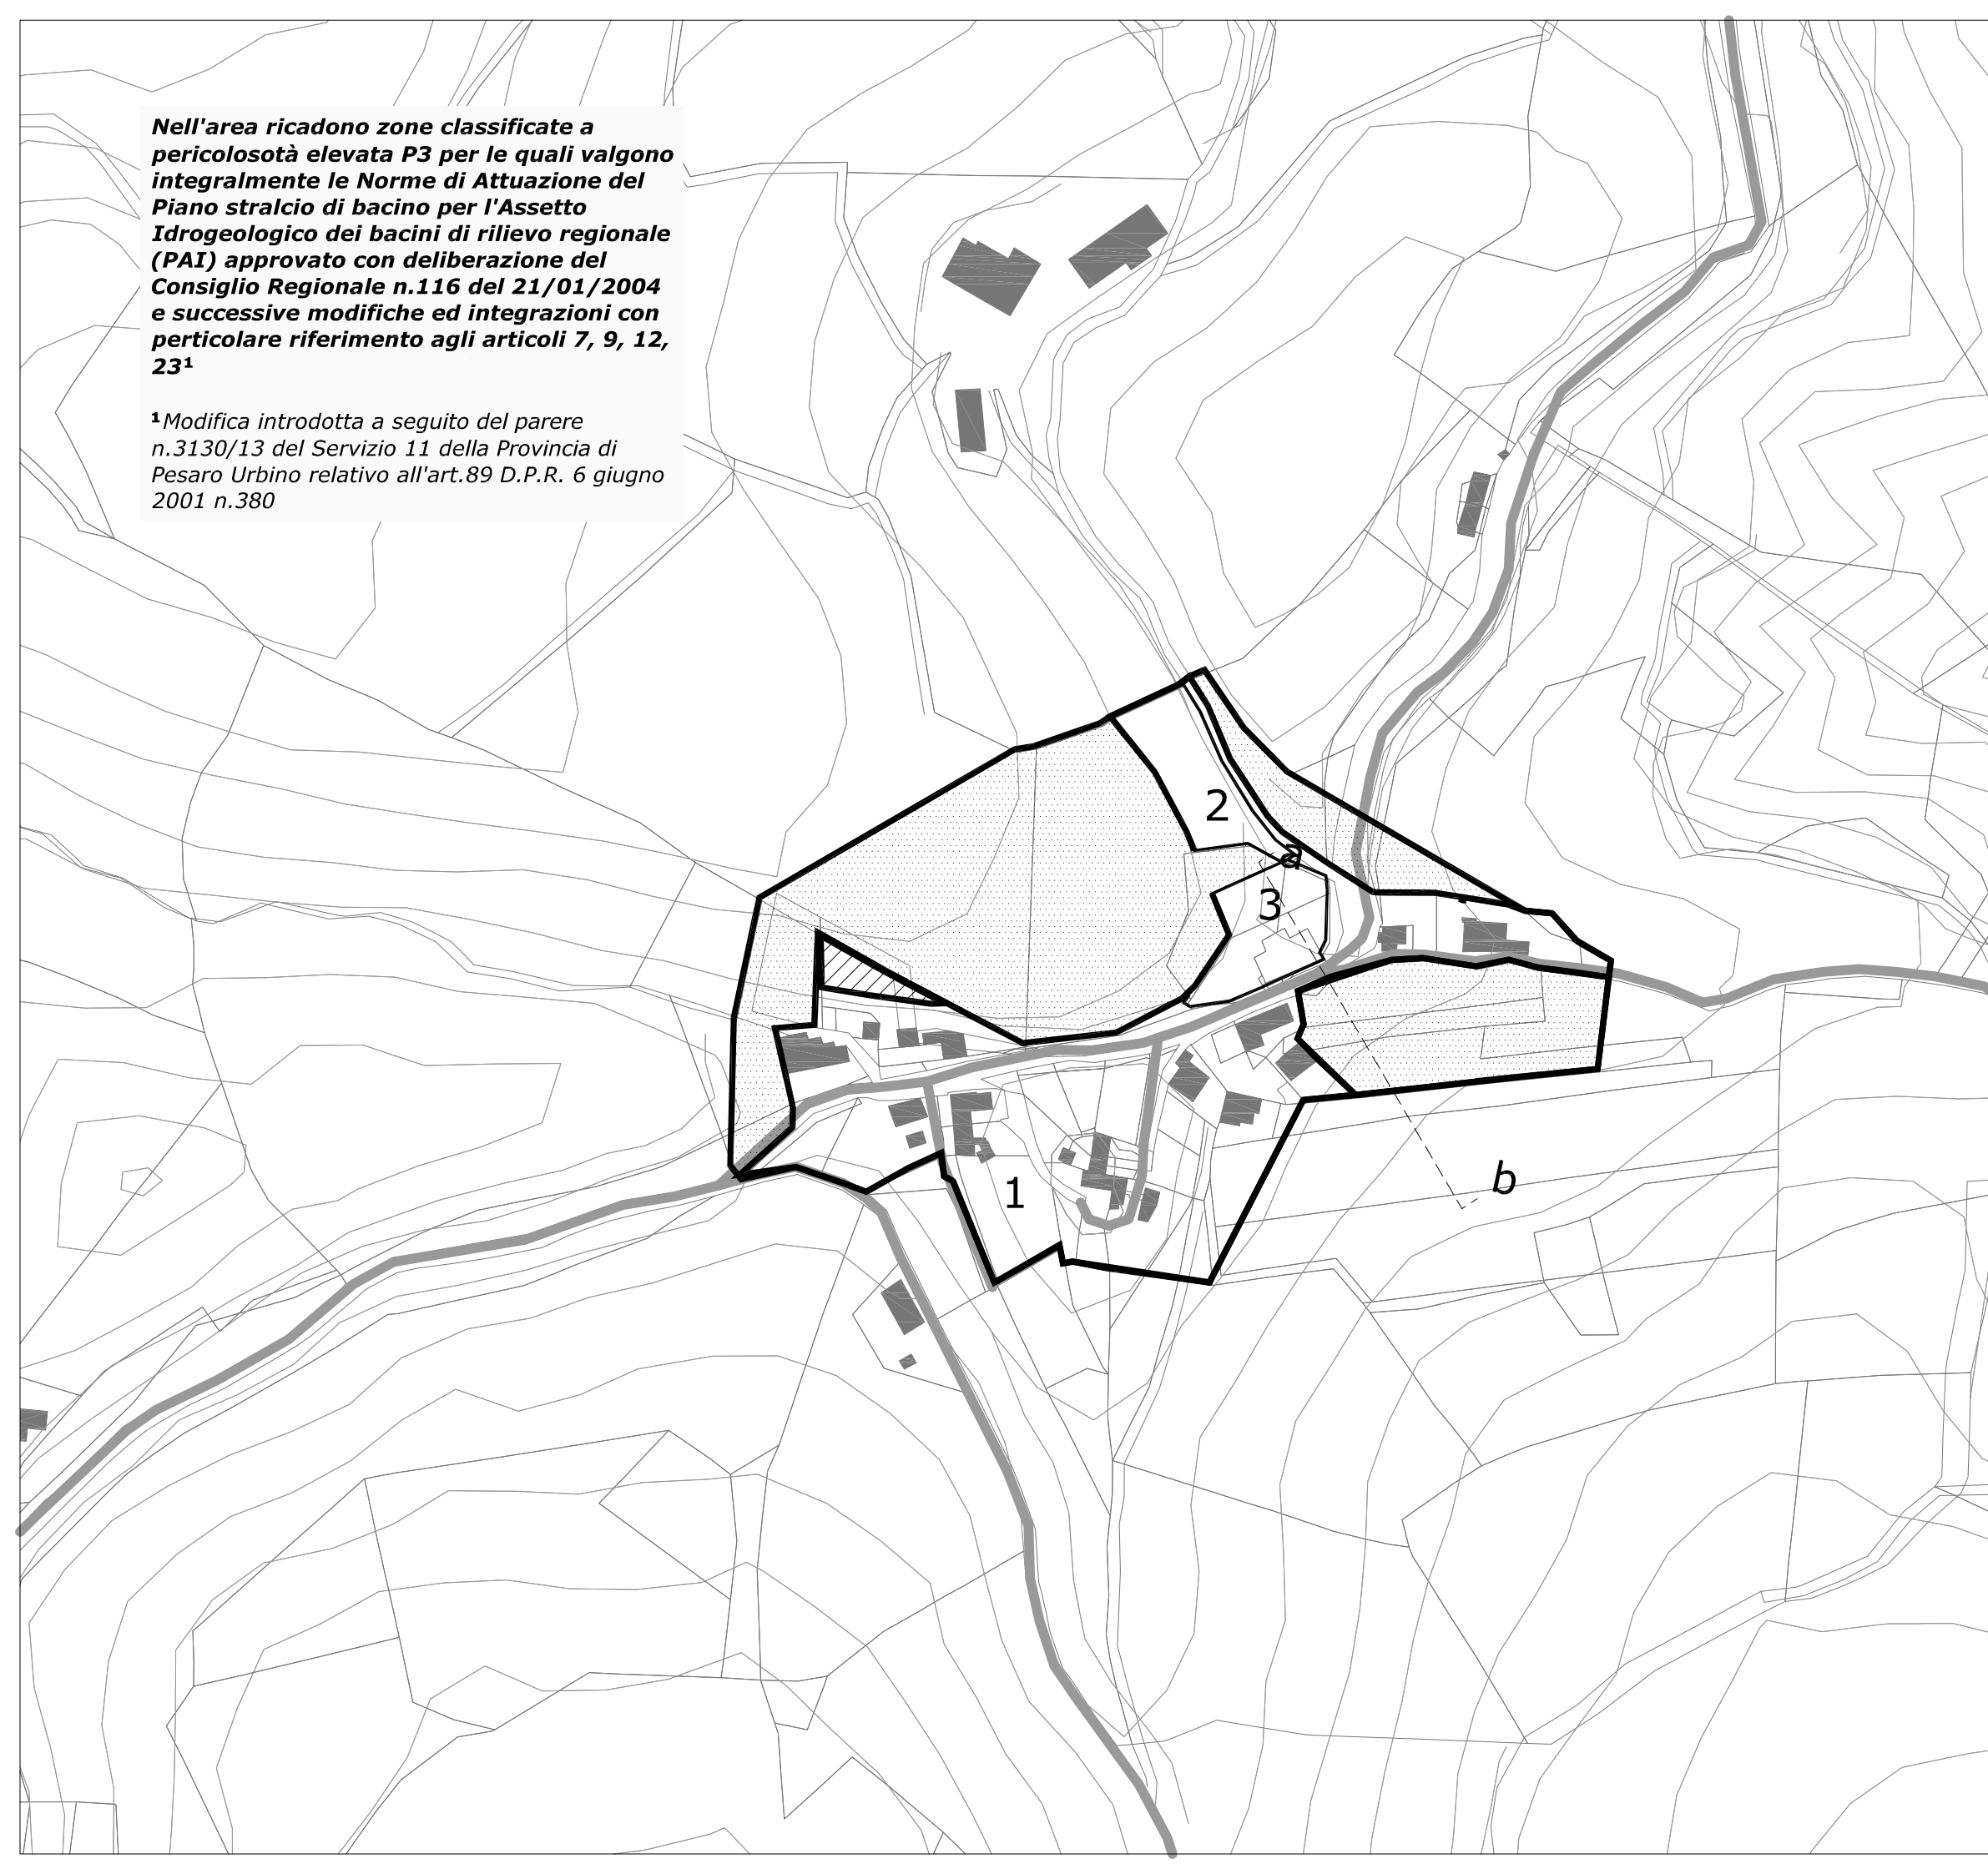 Nell'area ricadono zone classificate a
pericolosotà elevata P3 per le quali valgono
integralmente le Norme di Attuazione del
Piano stralcio di bacino per l'Assetto
Idrogeologico dei bacini di rilievo regionale
(PAI) approvato con deliberazione del
Consiglio Regionale n.116 del 21/01/2004
e successive modifiche ed integrazioni con
perticolare riferimento agli articoli 7, 9, 12,
23¹
¹Modifica introdotta a seguito del parere
n.3130/13 del Servizio 11 della Provincia di
Pesaro Urbino relativo all'art.89 D.P.R. 6 giugno
2001 n.380
2
a
3
b
1